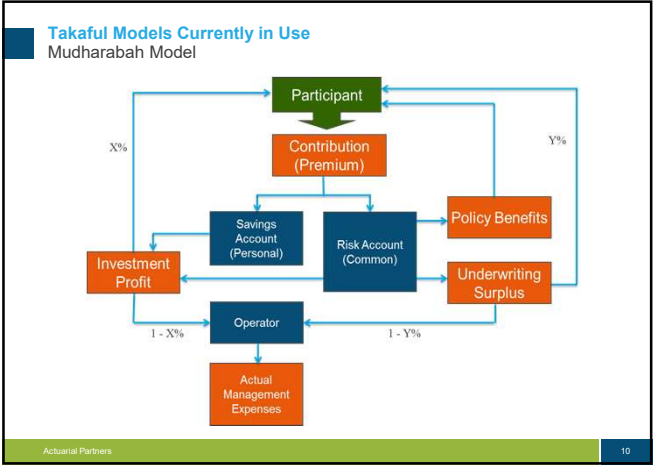 Takaful Models Currently in Use
Mudharabah Model
Participant
X%
Y%
Contribution
(Premium)
Savings
Account
(Personal)
Risk Account
(Common)
Policy Benefits
Investment
Profit
Underwriting
Surplus
Operator
1 - X%
1 - Y%
Actual
Management
Expenses
Actuarial Partners
10